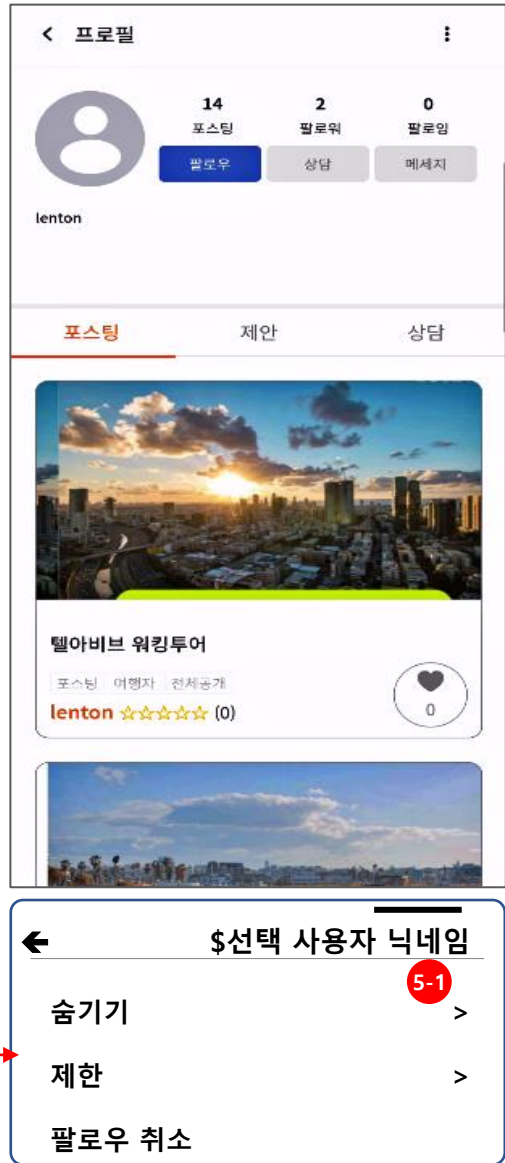 프로필
14 2 0
포스팅 팔로워 팔로잉
팔로우 상담 메세지
lenton
포스팅 제안 상담
텔아비브 워킹투어
포스팅 여행자 전체공개
lenton ☆☆☆☆☆ (0)
0
$선택 사용자 닉네임
5-1
숨기기 >
제한 >
팔로우 취소